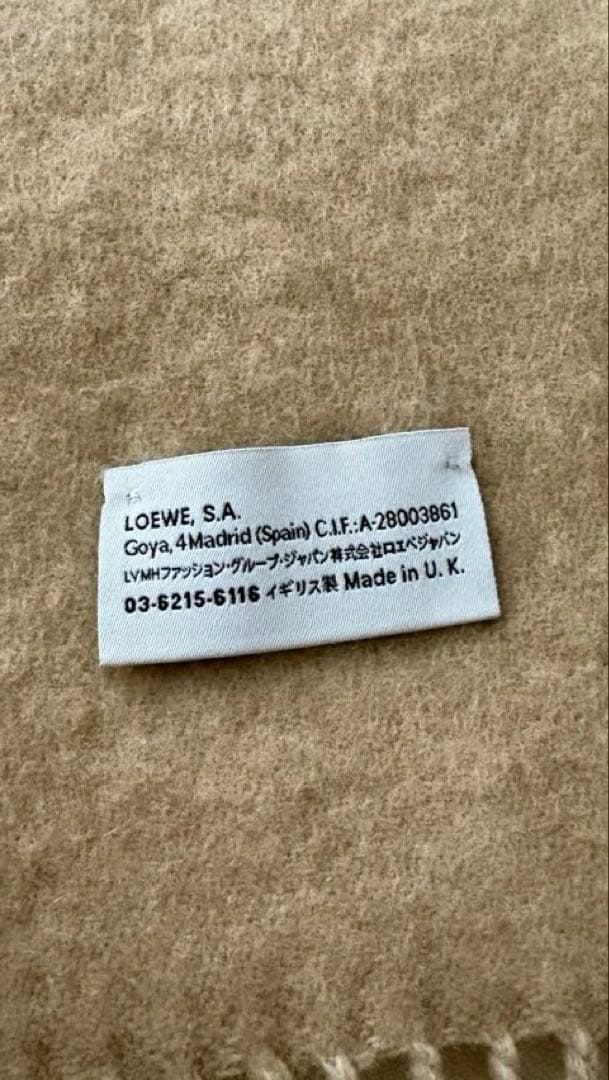 LOEWE, S.A.
Goya, 4 Madrid (Spain) C.I.F.:A-28003861
LVMHファッション・グループ・ジャパン株式会社ロエベジャパン
03-6215-6116 イギリス製 Made in U. K.